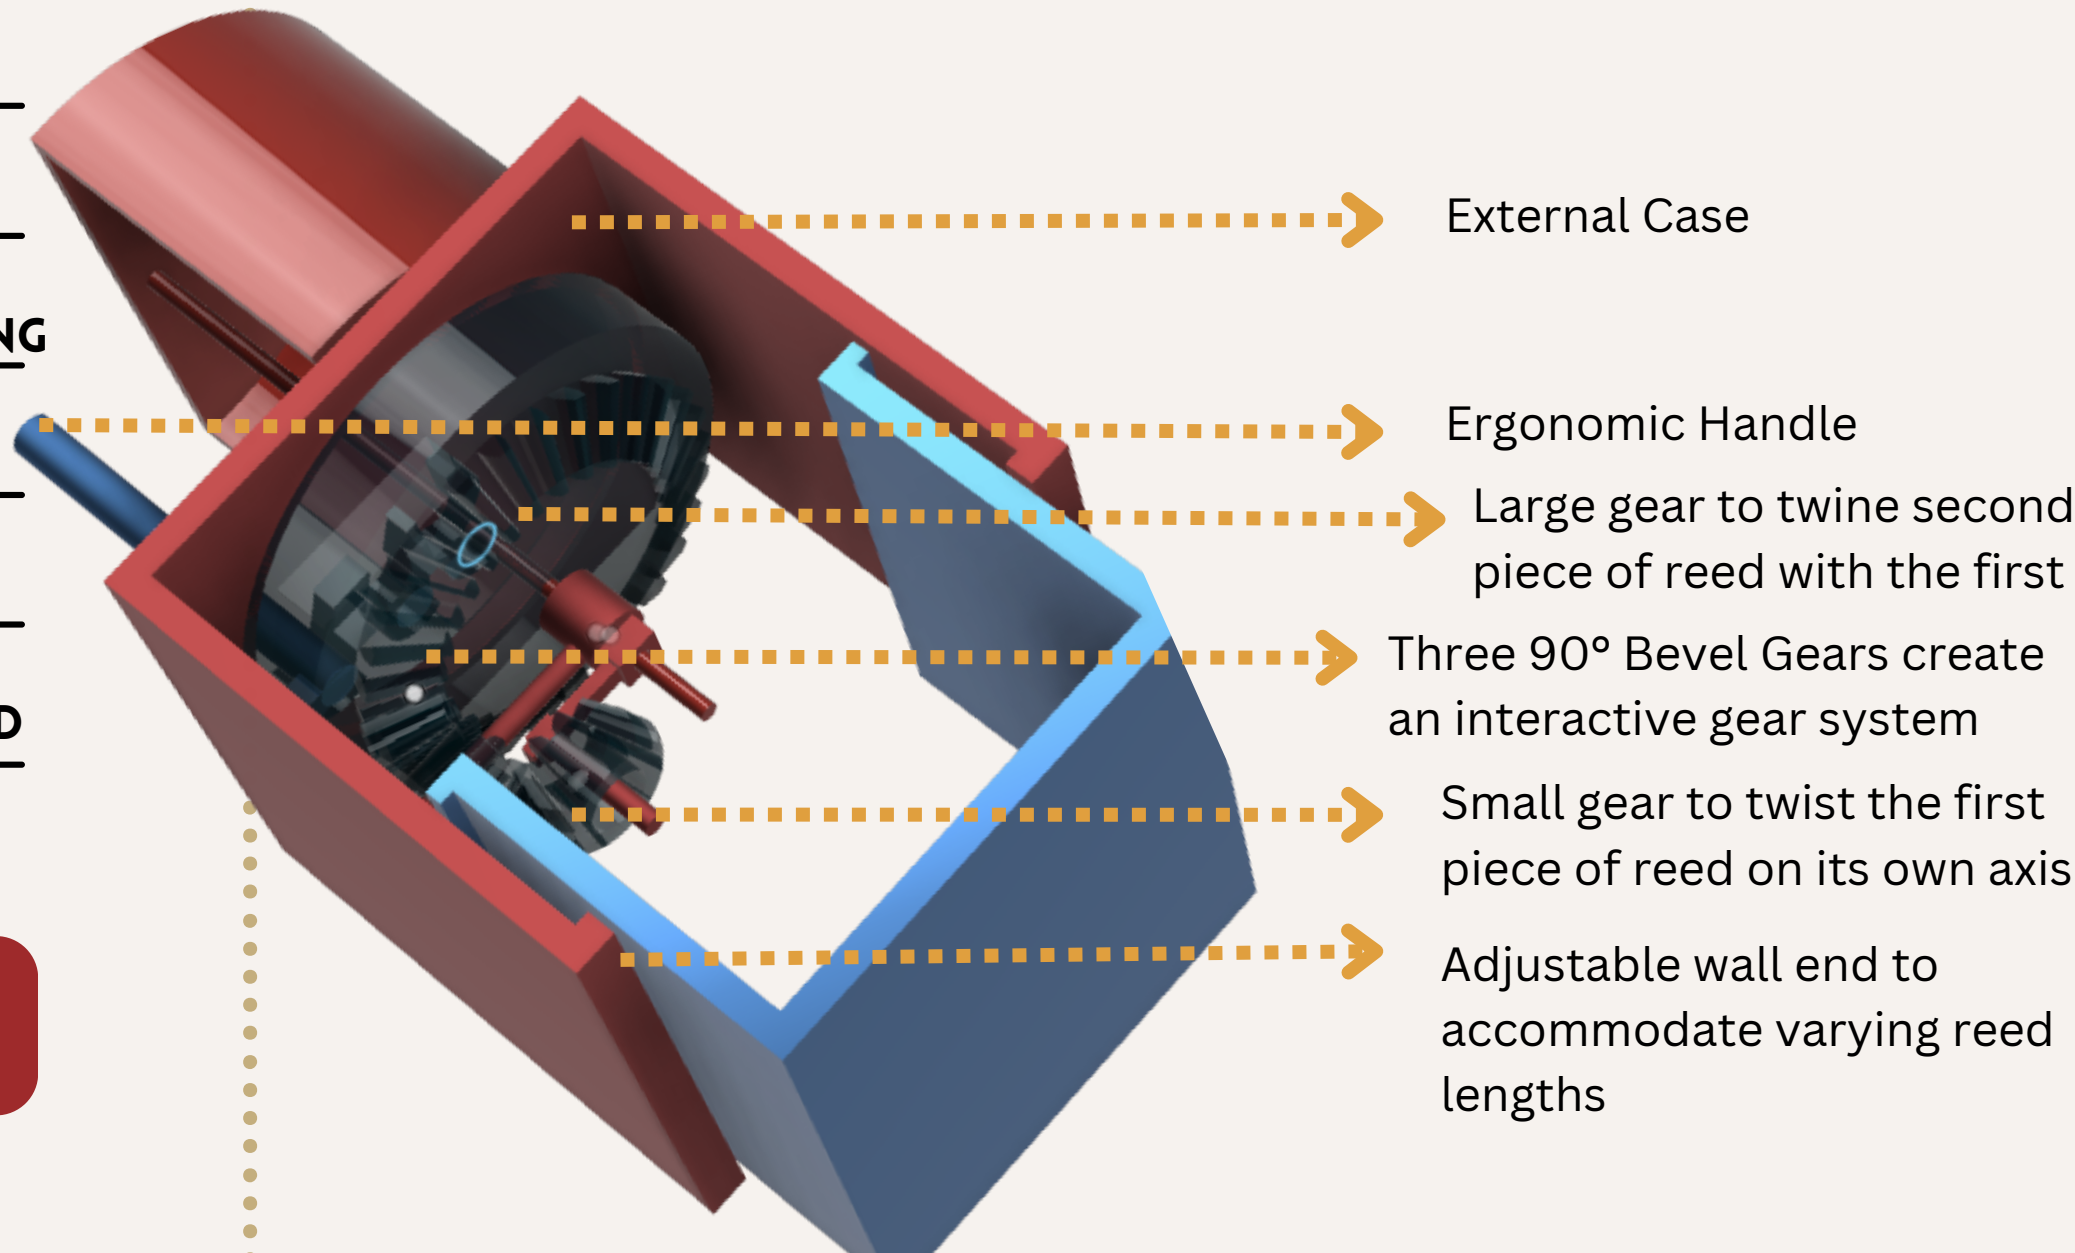 NG
D
External Case
Ergonomic Handle
Large gear to twine second
piece of reed with the first
Three 90° Bevel Gears create
an interactive gear system
Small gear to twist the first
piece of reed on its own axis
Adjustable wall end to
accommodate varying reed
lengths